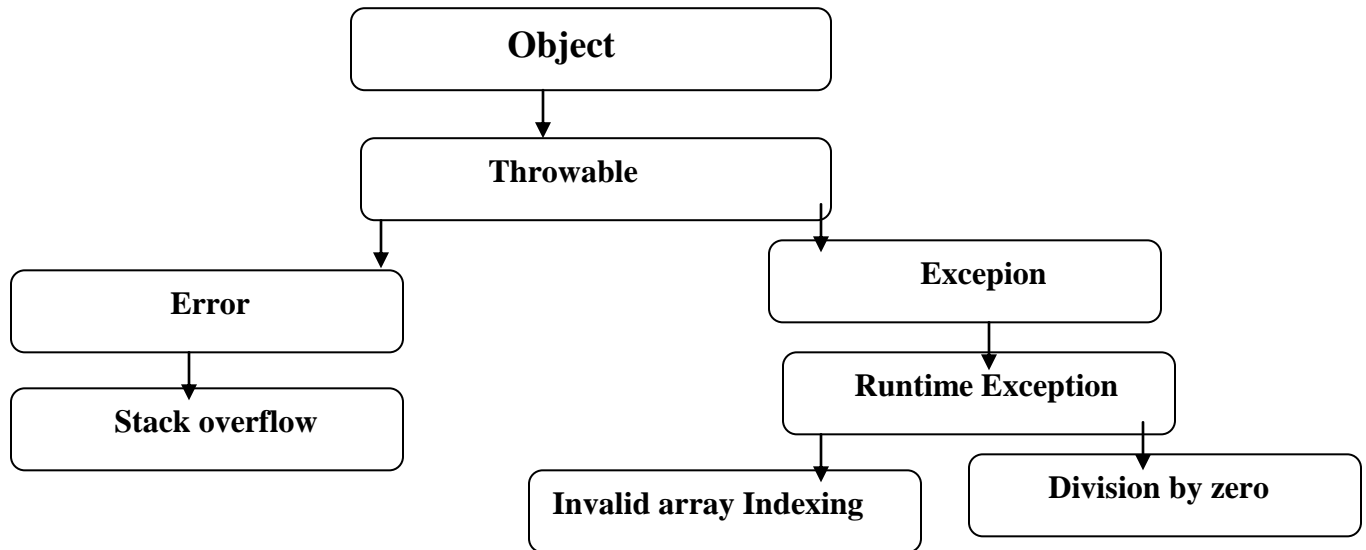 Object
Throwable
Error
Excepion
Stack overflow
Runtime Exception
Invalid array Indexing
Division by zero